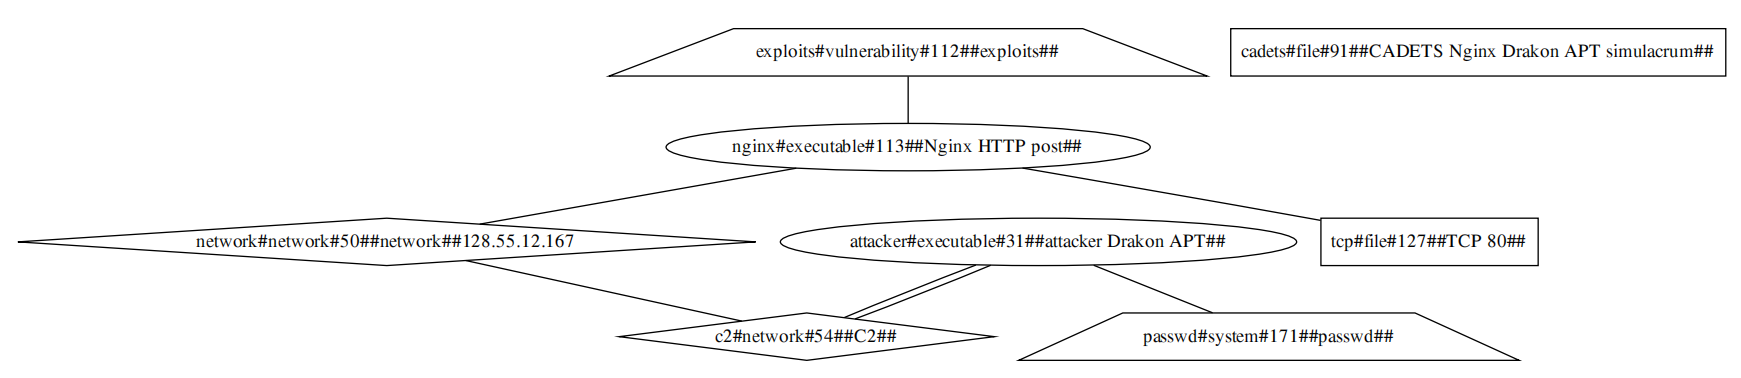 exploits#vulnerability#112##exploits##
cadets#file#91##CADETS Nginx Drakon APT simulacrum##
nginx#executable#113##Nginx HTTP post##
network#network#50##network##128.55.12.167
attacker#executable#31##attacker Drakon APT##
tcp#file#127##TCP 80##
c2#network#54##C2##
passwd#system#171##passwd##